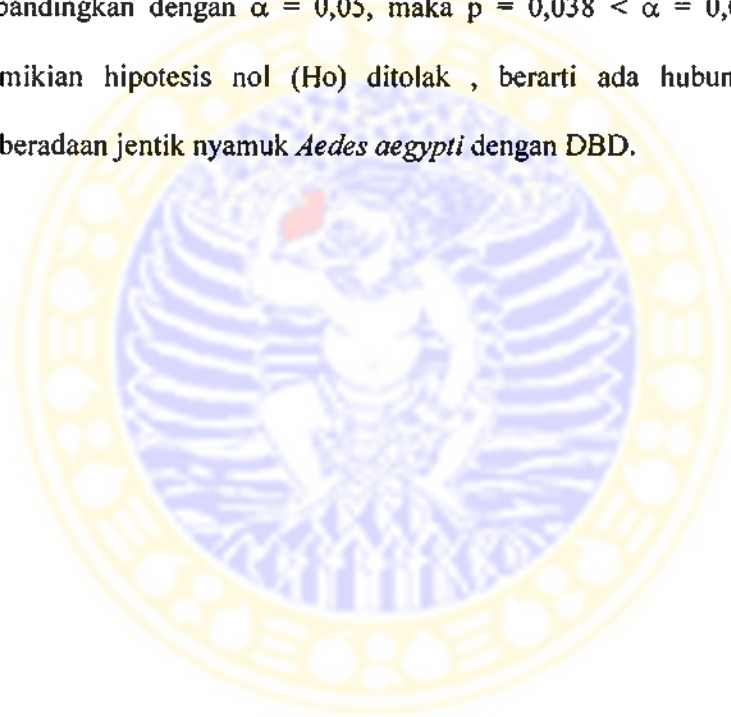 bandingkan dengan α = 0,05, maka p = 0,038 < α = 0,
mikian hipotesis nol (Ho) ditolak , berarti ada hubun
beradaan jentik nyamuk Aedes aegypti dengan DBD.